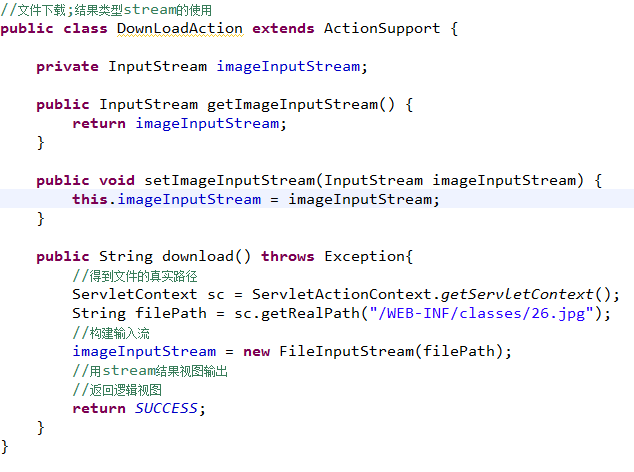 //文件下载;结果类型stream的使用
public class DownLoadAction extends ActionSupport {
private InputStream imageInputStream;
public InputStream getImageInputStream() {
return imageInputStream;
}
public void setImageInputStream(InputStream imageInputStream) {
this.imageInputStream = imageInputStream;
}
public String download() throws Exception{
//得到文件的真实路径
ServletContext sc = ServletActionContext.getServletContext();
String filePath = sc.getRealPath("/WEB-INF/classes/26.jpg");
//构建输入流
imageInputStream = new FileInputStream(filePath);
//用stream结果视图输出
//返回逻辑视图
return SUCCESS;
}
}